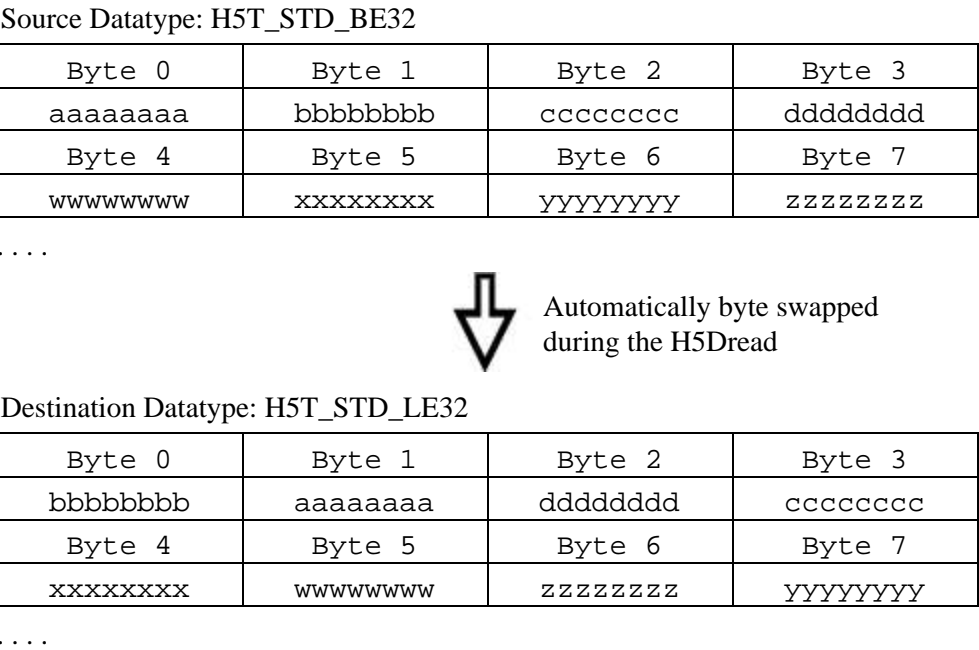 Source Datatype: H5T_STD_BE32
Byte 0 Byte 1 Byte 2 Byte 3
aaaaaaaa bbbbbbbb cccccccc dddddddd
Byte 4 Byte 5 Byte 6 Byte 7
wwwwwwww xxxxxxxx yyyyyyyy zzzzzzzz
. . . .
Automatically byte swapped
during the H5Dread
Destination Datatype: H5T_STD_LE32
Byte 0 Byte 1 Byte 2 Byte 3
bbbbbbbb aaaaaaaa dddddddd cccccccc
Byte 4 Byte 5 Byte 6 Byte 7
xxxxxxxx wwwwwwww zzzzzzzz yyyyyyyy
. . . .